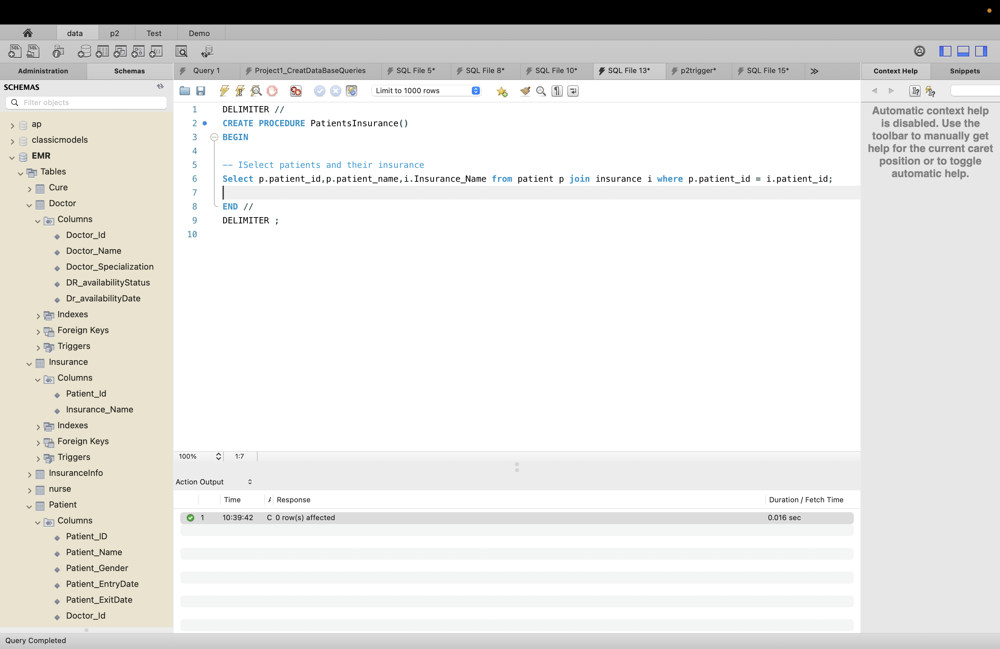 data p2 Test Demo
Administration Schemas Query 1 Project1_CreatDataBaseQueries SQL File 5* SQL File 8* SQL File 10* SQL File 13* p2trigger* SQL File 15* Context Help Snippets
SCHEMAS
Filter objects
Limit to 1000 rows
ap
classicmodels
EMR
Tables
Cure
Doctor
Columns
Doctor_Id
Doctor_Name
Doctor_Specialization
DR_availabilityStatus
Dr_availabilityDate
Indexes
Foreign Keys
Triggers
Insurance
Columns
Patient_Id
Insurance_Name
Indexes
Foreign Keys
Triggers
InsuranceInfo
nurse
Patient
Columns
Patient_ID
Patient_Name
Patient_Gender
Patient_EntryDate
Patient_ExitDate
Doctor_Id
1 DELIMITER //
2 CREATE PROCEDURE PatientsInsurance()
3 BEGIN
4
5 -- ISelect patients and their insurance
6 Select p.patient_id,p.patient_name,i.Insurance_Name from patient p join insurance i where p.patient_id = i.patient_id;
7
8 END //
9 DELIMITER ;
10
Automatic context help
is disabled. Use the
toolbar to manually get
help for the current caret
position or to toggle
automatic help.
100% 1:7
Action Output
Time Response Duration / Fetch Time
1 10:39:42 C 0 row(s) affected 0.016 sec
Query Completed